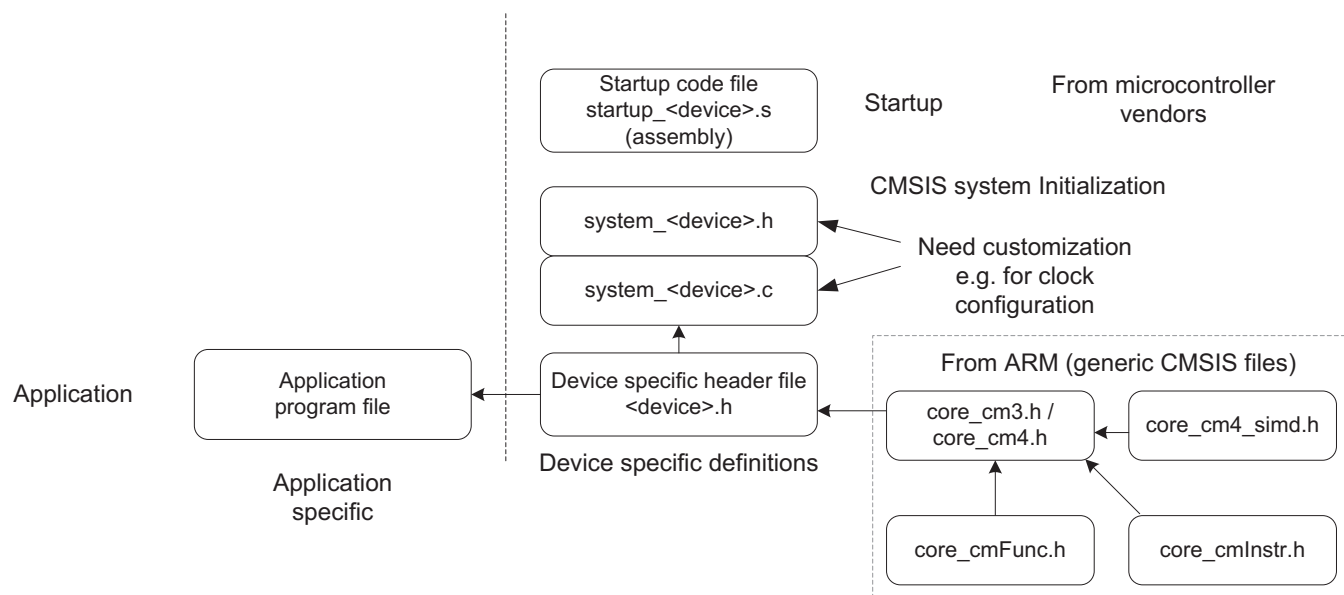 Startup code file
startup_<device>.s
(assembly)
Startup
From microcontroller
vendors
CMSIS system Initialization
system_<device>.h
Need customization
e.g. for clock
configuration
system_<device>.c
From ARM (generic CMSIS files)
Application
Application
program file
Device specific header file
<device>.h
core_cm3.h /
core_cm4.h
core_cm4_simd.h
Device specific definitions
Application
specific
core_cmFunc.h
core_cmInstr.h